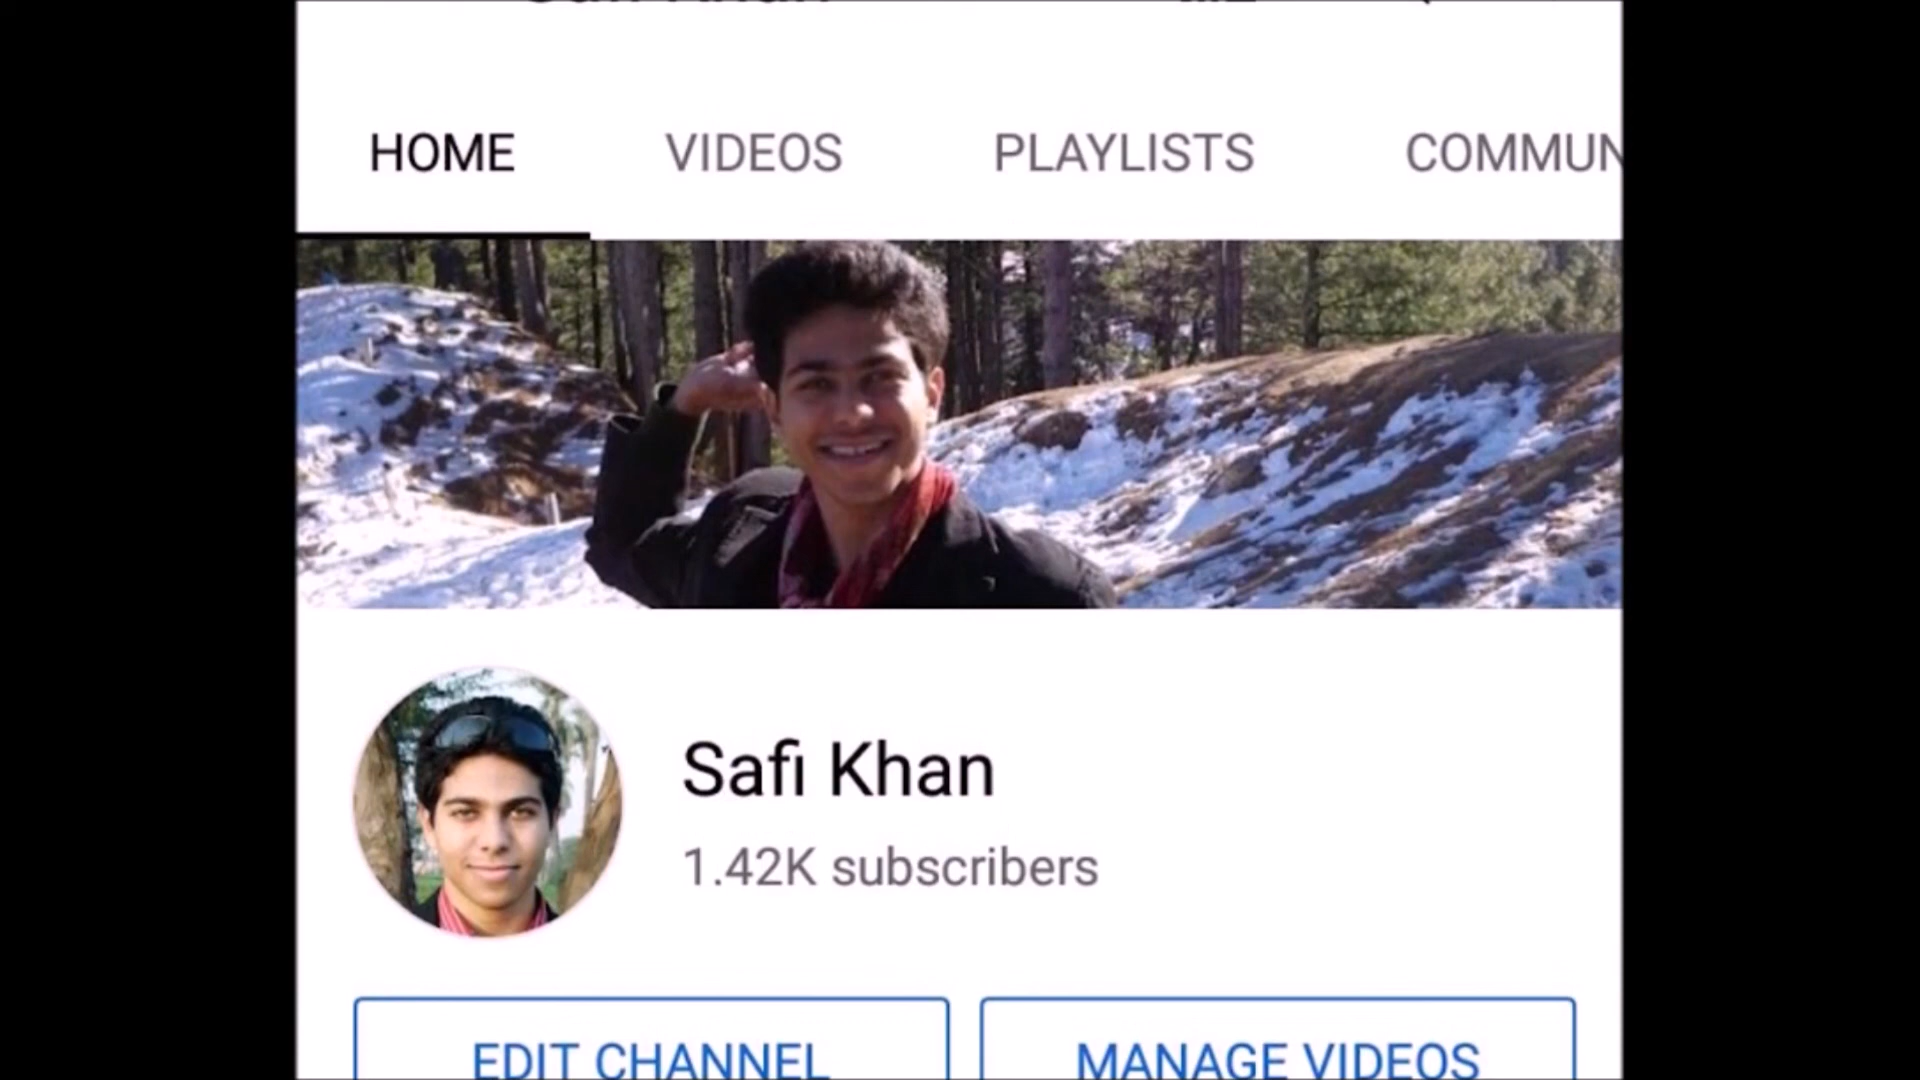 HOME VIDEOS PLAYLISTS COMMUN
Safi Khan
1.42K subscribers
EDIT CHANNEL MANAGE VIDEOS